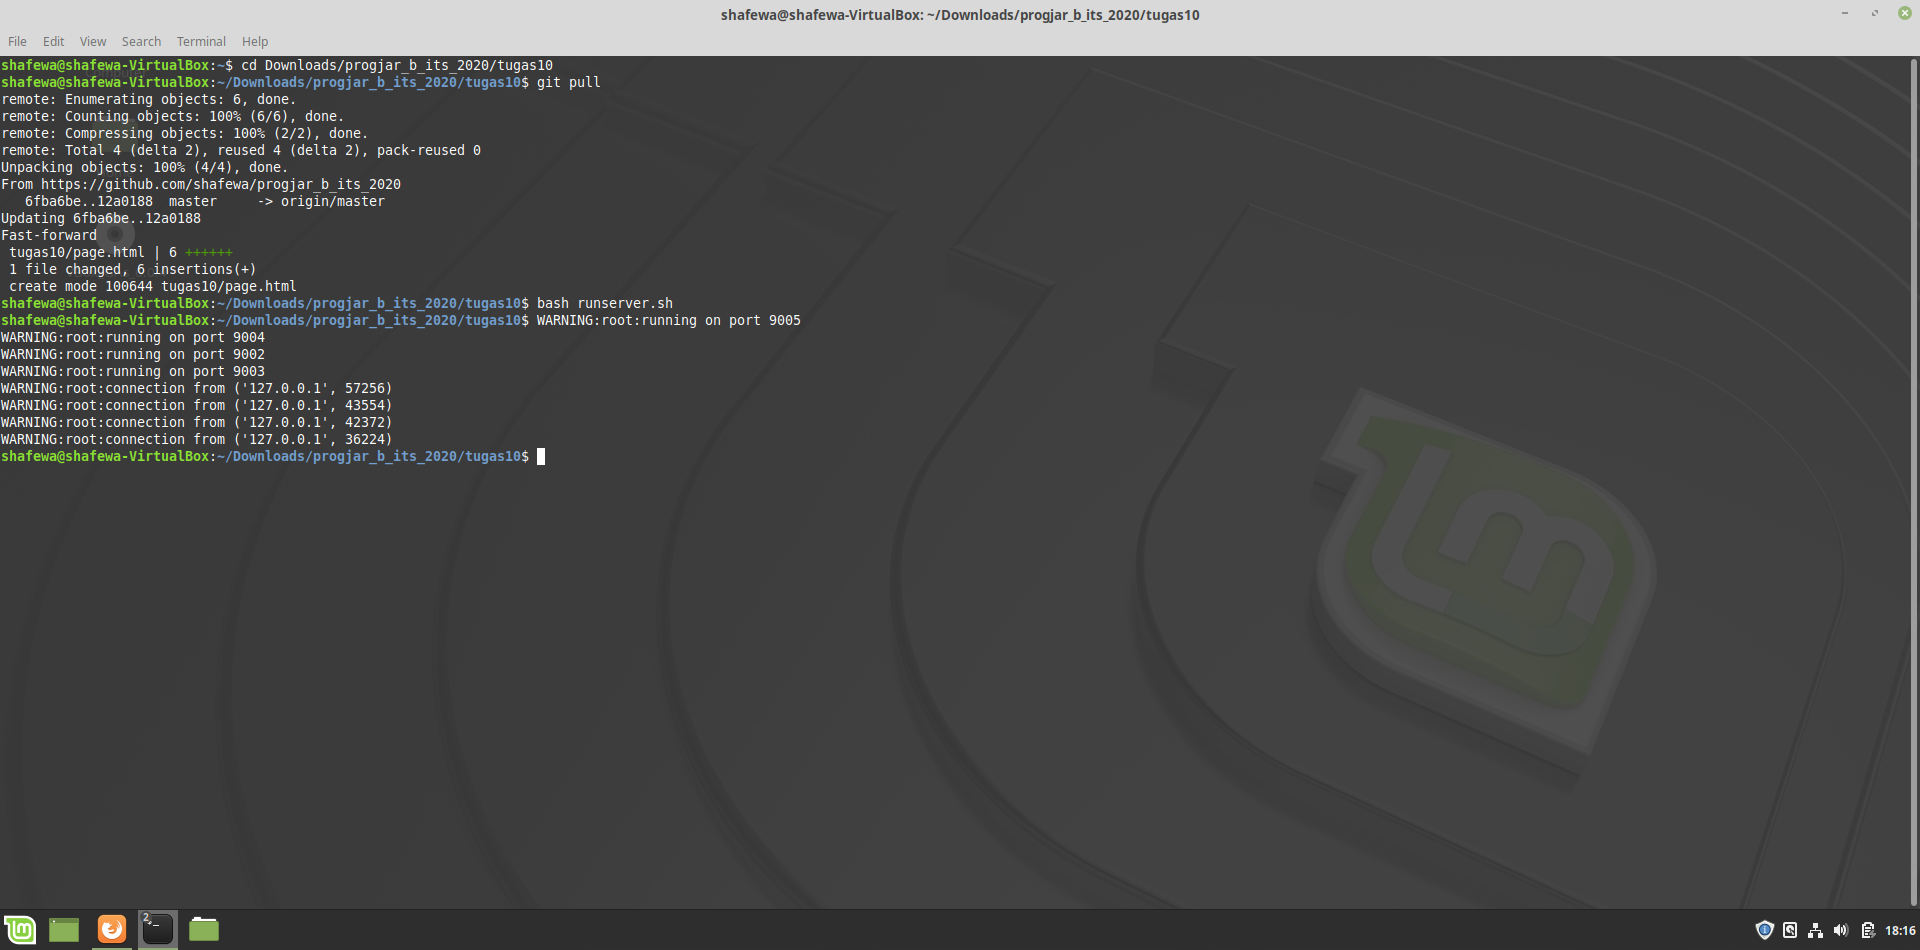 shafewa@shafewa-VirtualBox: ~/Downloads/progjar_b_its_2020/tugas10
File Edit View Search Terminal Help
shafewa@shafewa-VirtualBox:~$ cd Downloads/progjar_b_its_2020/tugas10
shafewa@shafewa-VirtualBox:~/Downloads/progjar_b_its_2020/tugas10$ git pull
remote: Enumerating objects: 6, done.
remote: Counting objects: 100% (6/6), done.
remote: Compressing objects: 100% (2/2), done.
remote: Total 4 (delta 2), reused 4 (delta 2), pack-reused 0
Unpacking objects: 100% (4/4), done.
From https://github.com/shafewa/progjar_b_its_2020
   6fba6be..12a0188  master     -> origin/master
Updating 6fba6be..12a0188
Fast-forward
 tugas10/page.html | 6 ++++++
 1 file changed, 6 insertions(+)
 create mode 100644 tugas10/page.html
shafewa@shafewa-VirtualBox:~/Downloads/progjar_b_its_2020/tugas10$ bash runserver.sh
shafewa@shafewa-VirtualBox:~/Downloads/progjar_b_its_2020/tugas10$ WARNING:root:running on port 9005
WARNING:root:running on port 9004
WARNING:root:running on port 9002
WARNING:root:running on port 9003
WARNING:root:connection from ('127.0.0.1', 57256)
WARNING:root:connection from ('127.0.0.1', 43554)
WARNING:root:connection from ('127.0.0.1', 42372)
WARNING:root:connection from ('127.0.0.1', 36224)
shafewa@shafewa-VirtualBox:~/Downloads/progjar_b_its_2020/tugas10$
2
18:16